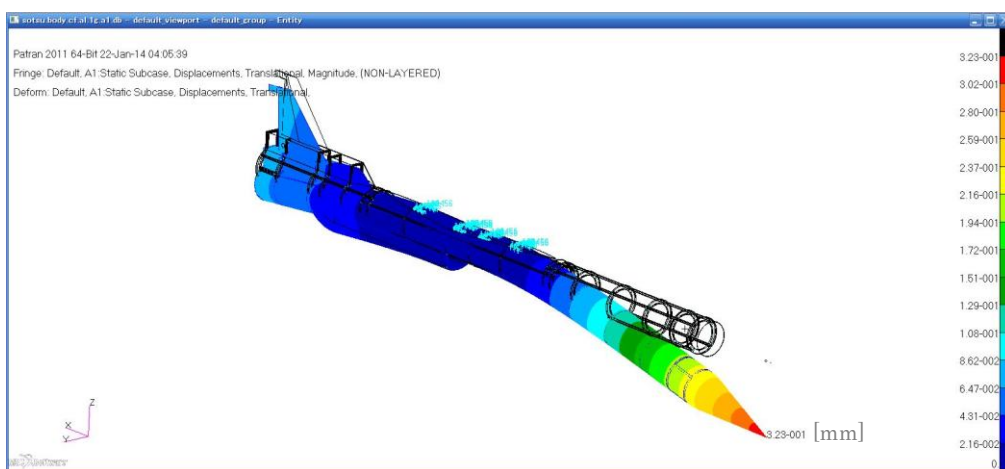 sotsu.body.cf.al.1g.a1.db - default_viewport - default_group - Entity
Patran 2011 64-Bit 22-Jan-14 04:05:39
Fringe: Default, A1:Static Subcase, Displacements, Translational, Magnitude, (NON-LAYERED)
Deform: Default, A1:Static Subcase, Displacements, Translational,
3.23-001
3.02-001
2.80-001
2.59-001
2.37-001
2.16-001
1.94-001
1.72-001
1.51-001
1.29-001
1.08-001
8.62-002
6.47-002
4.31-002
2.16-002
0
3.23-001 [mm]
Z
X
Y